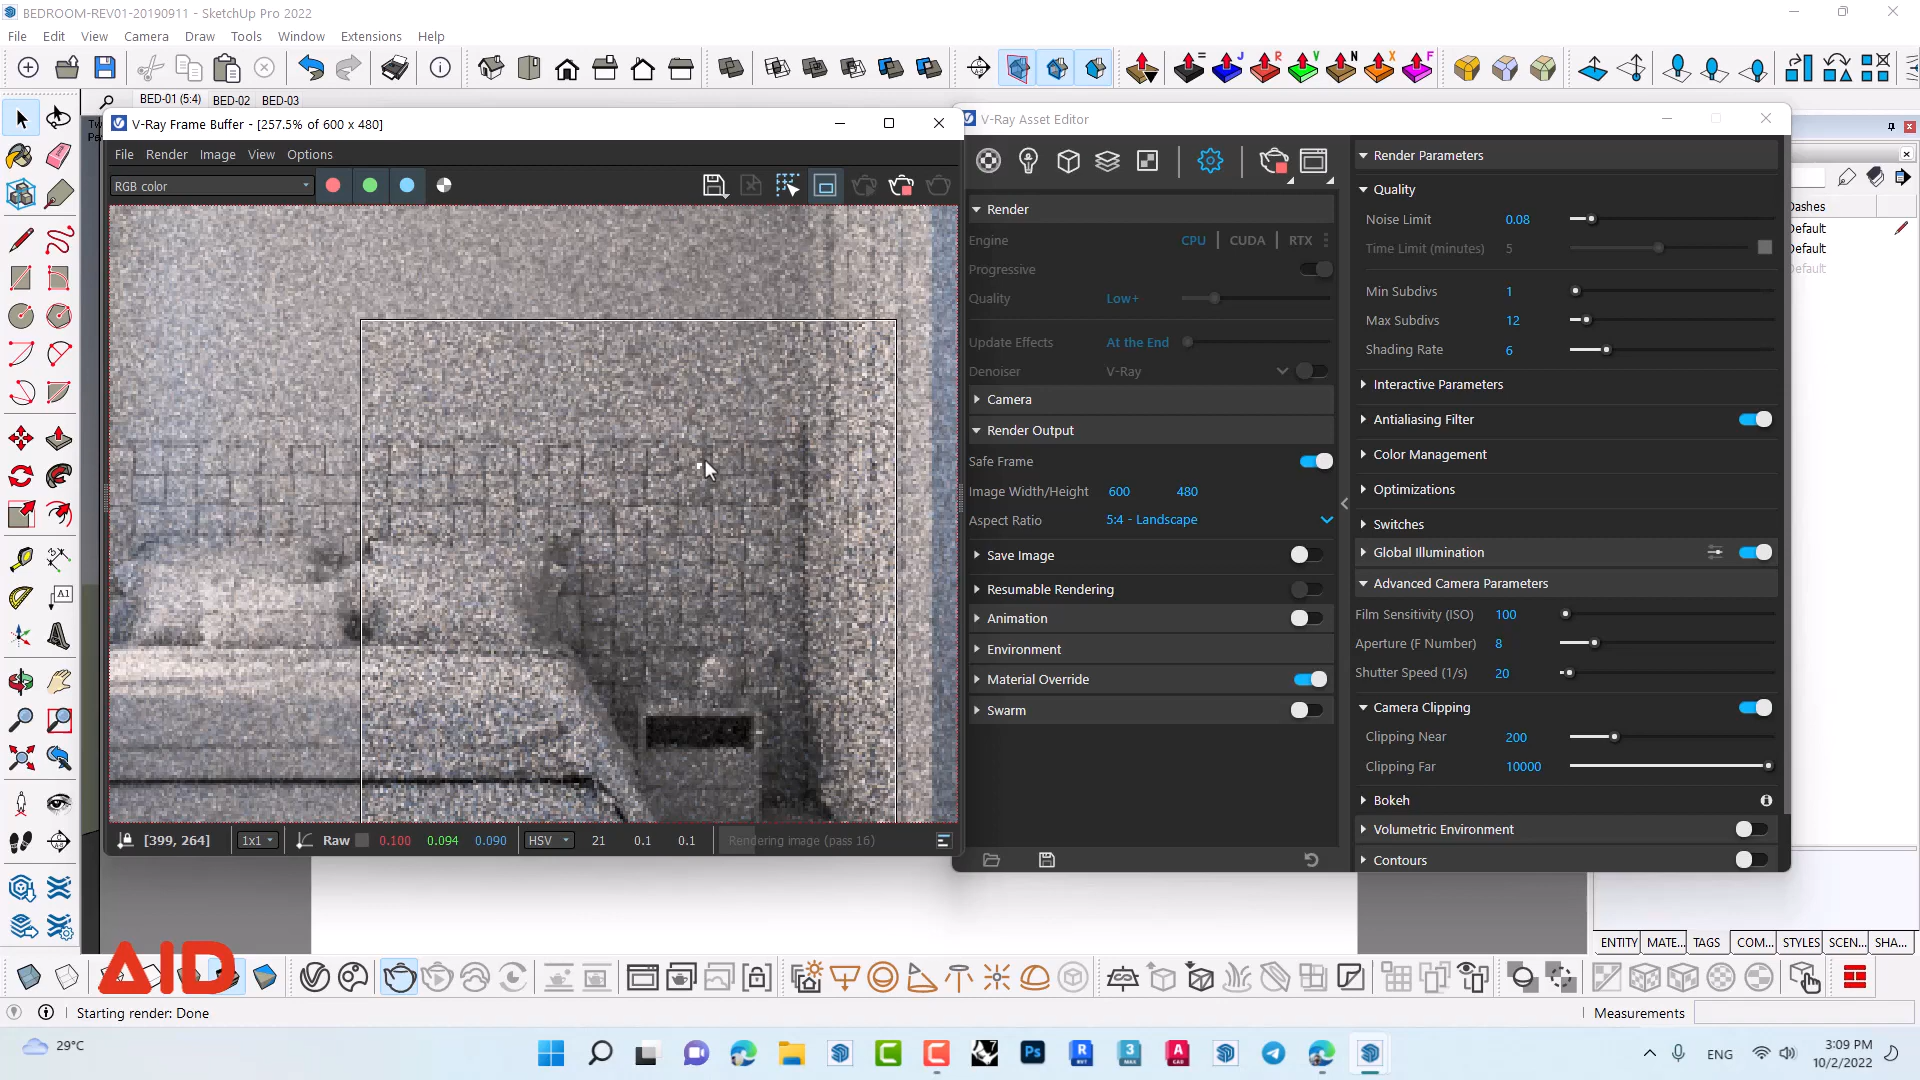 BEDROOM-REV01-20190911 - SketchUp Pro 2022
File Edit View Camera Draw Tools Window Extensions Help
BED-01 (5:4) BED-02 BED-03
V-Ray Frame Buffer - [257.5% of 600 x 480]
File Render Image View Options
RGB color
[399, 264] 1x1 Raw 0.100 0.094 0.090 HSV 21 0.1 0.1 Rendering image (pass 16)
V-Ray Asset Editor
Render
Engine CPU CUDA RTX
Progressive
Quality Low+
Update Effects At the End
Denoiser V-Ray
Camera
Render Output
Safe Frame
Image Width/Height 600 480
Aspect Ratio 5:4 - Landscape
Save Image
Resumable Rendering
Animation
Environment
Material Override
Swarm
Render Parameters
Quality
Noise Limit 0.08
Time Limit (minutes) 5
Min Subdivs 1
Max Subdivs 12
Shading Rate 6
Interactive Parameters
Antialiasing Filter
Color Management
Optimizations
Switches
Global Illumination
Advanced Camera Parameters
Film Sensitivity (ISO) 100
Aperture (F Number) 8
Shutter Speed (1/s) 20
Camera Clipping
Clipping Near 200
Clipping Far 10000
Bokeh
Volumetric Environment
Contours
Dashes
Default
Default
Default
ENTITY MATE... TAGS COM... STYLES SCEN... SHA...
AID
Starting render: Done
Measurements
29°C
ENG
3:09 PM
10/2/2022